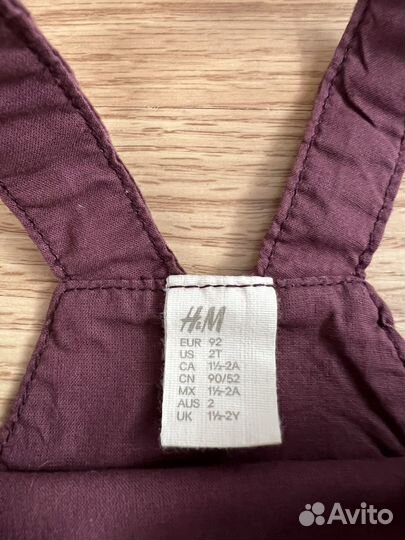 H&M
EUR 92
US 2T
CA 1½-2A
CN 90/52
MX 1½-2A
AUS 2
UK 1½-2Y
Avito